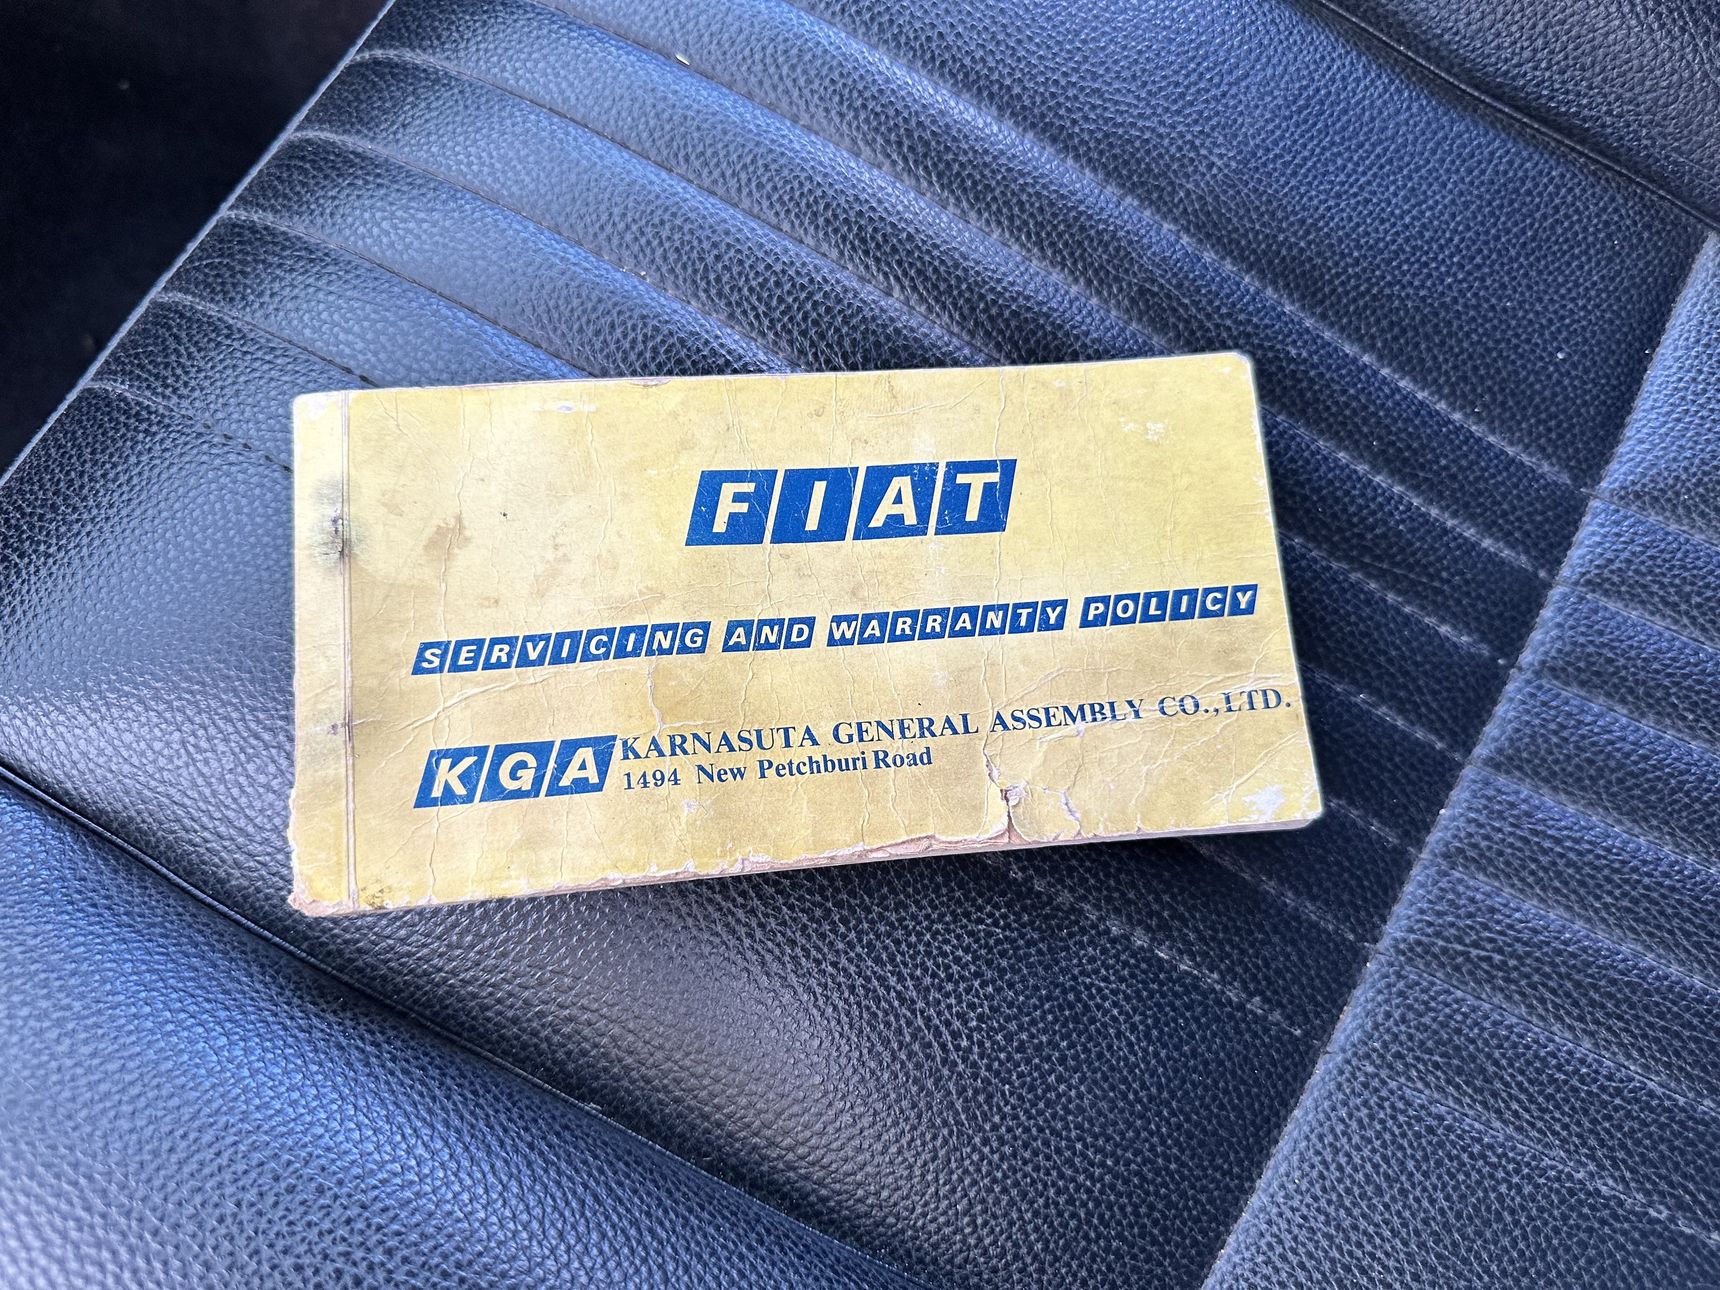 FIAT
SERVICING AND WARRANTY POLICY
KGA KARNASUTA GENERAL ASSEMBLY CO.,LTD.
1494 New Petchburi Road